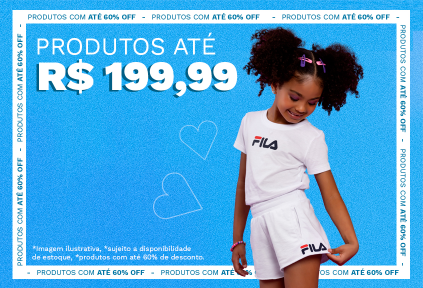 PRODUTOS COM ATÉ 60% OFF - PRODUTOS COM ATÉ 60% OFF - PRODUTOS COM ATÉ 60% OFF -
PRODUTOS COM ATÉ 60% OFF - PRODUTOS COM ATÉ 60% OFF -
PRODUTOS ATÉ
R$ 199,99
FILA
FILA
*Imagem ilustrativa, *sujeito a disponibilidade
de estoque, *produtos com até 60% de desconto.
PRODUTOS COM ATÉ 60% OFF - PRODUTOS COM ATÉ 60% OFF -
- PRODUTOS COM ATÉ 60% OFF - PRODUTOS COM ATÉ 6 PRODUTOS COM ATÉ 60% OFF